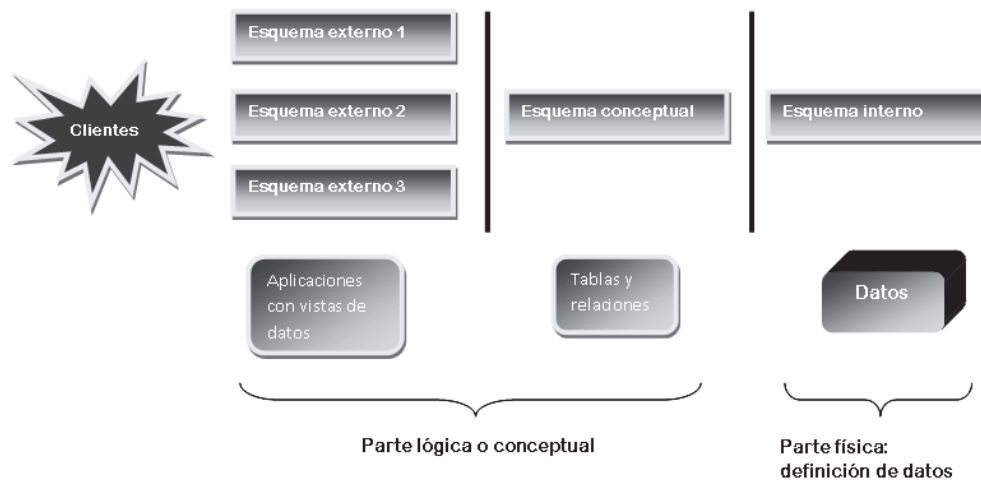 Esquema externo 1
Clientes
Esquema externo 2
Esquema conceptual
Esquema interno
Esquema externo 3
Aplicaciones
con vistas de
datos
Tablas y
relaciones
Datos
Parte lógica o conceptual
Parte física:
definición de datos